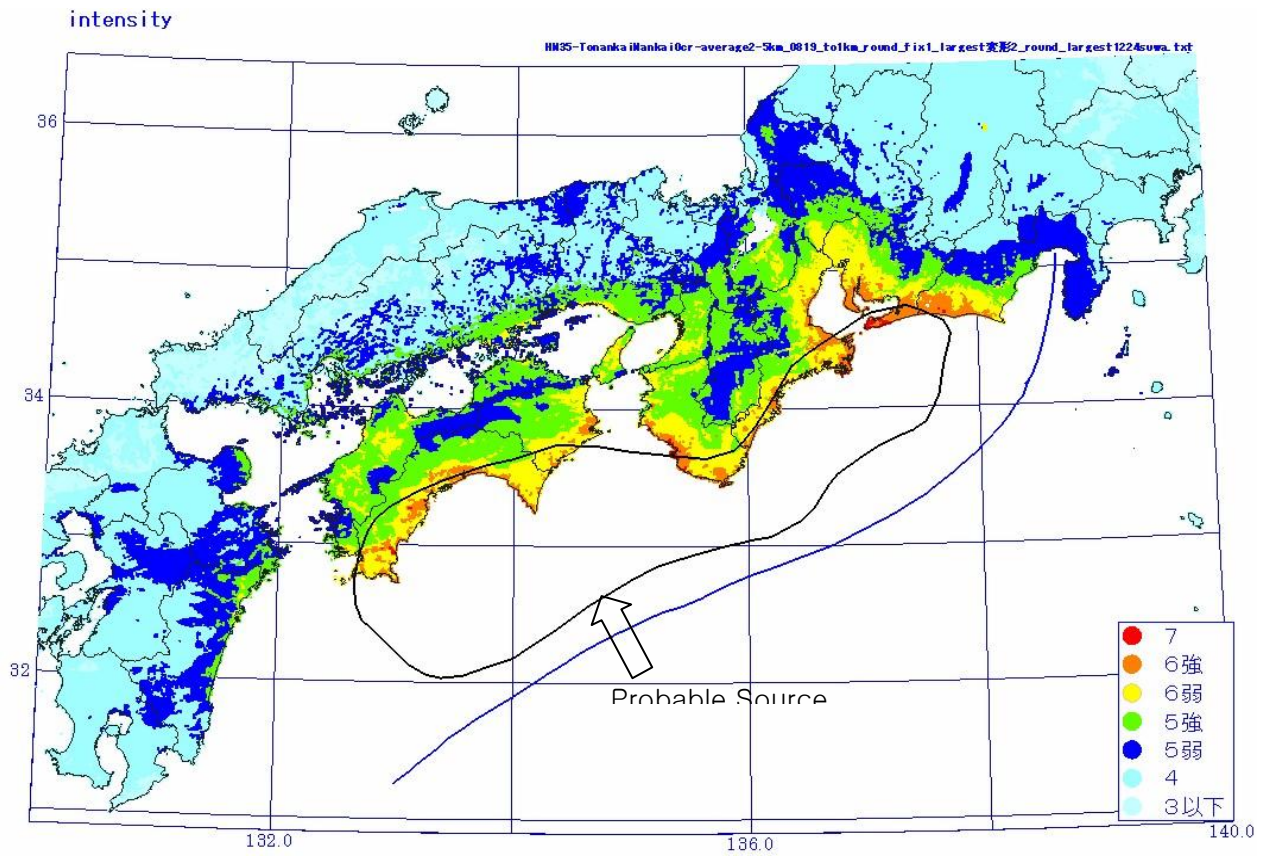 intensity
HM35-TonankaiNankai0cr-average2-5km_0819_to1km_round_fix1_largest変形2_round_largest1224suwa.txt
36
34
32
Probable Source
7
6強
6弱
5強
5弱
4
3以下
132.0
136.0
140.0